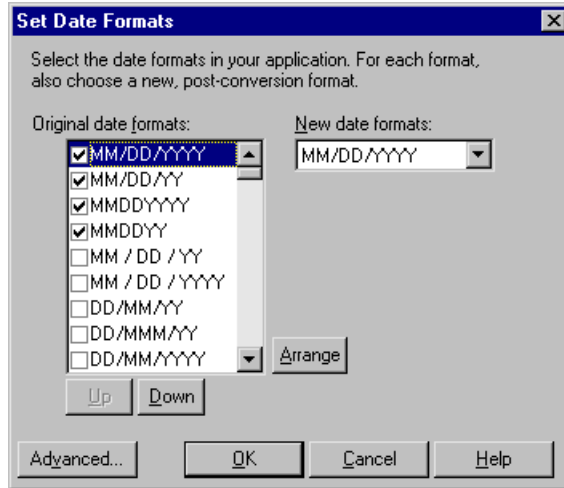 Set Date Formats
Select the date formats in your application. For each format,
also choose a new, post-conversion format.
Original date formats:
New date formats:
MM/DD/YYYY
MM/DD/YYYY
MM/DD/YY
MMDDYYYY
MMDDYY
MM / DD / YY
MM / DD / YYYY
DD/MM/YY
DD/MMM/YY
DD/MM/YYYY
Arrange
Up
Down
Advanced...
OK
Cancel
Help